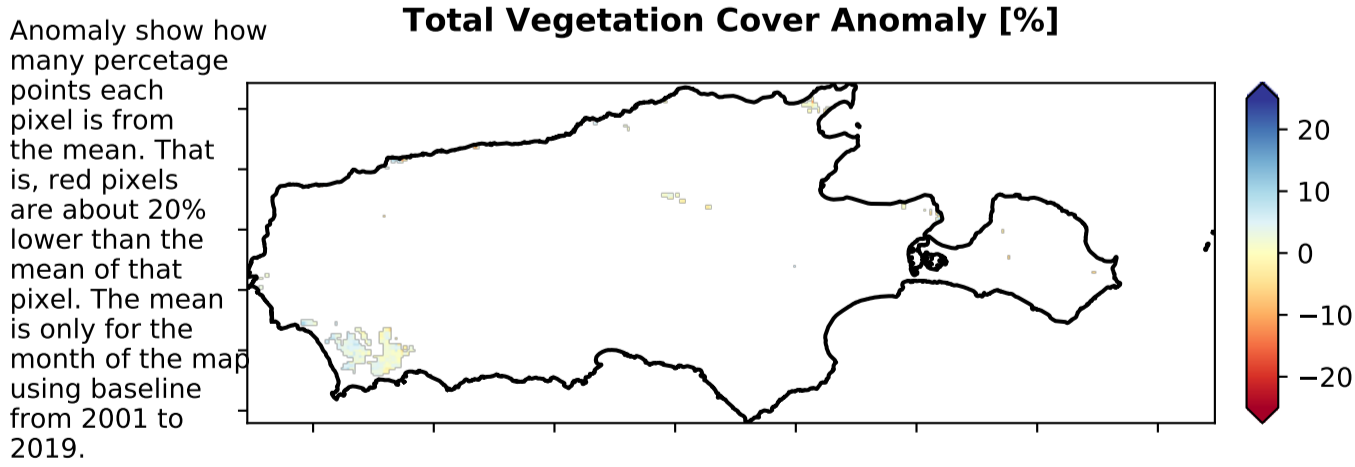 Total Vegetation Cover Anomaly [%]
Anomaly show how
many percetage
points each
pixel is from
the mean. That
is, red pixels
are about 20%
lower than the
mean of that
pixel. The mean
is only for the
month of the map
using baseline
from 2001 to
2019.
20
10
0
−10
−20